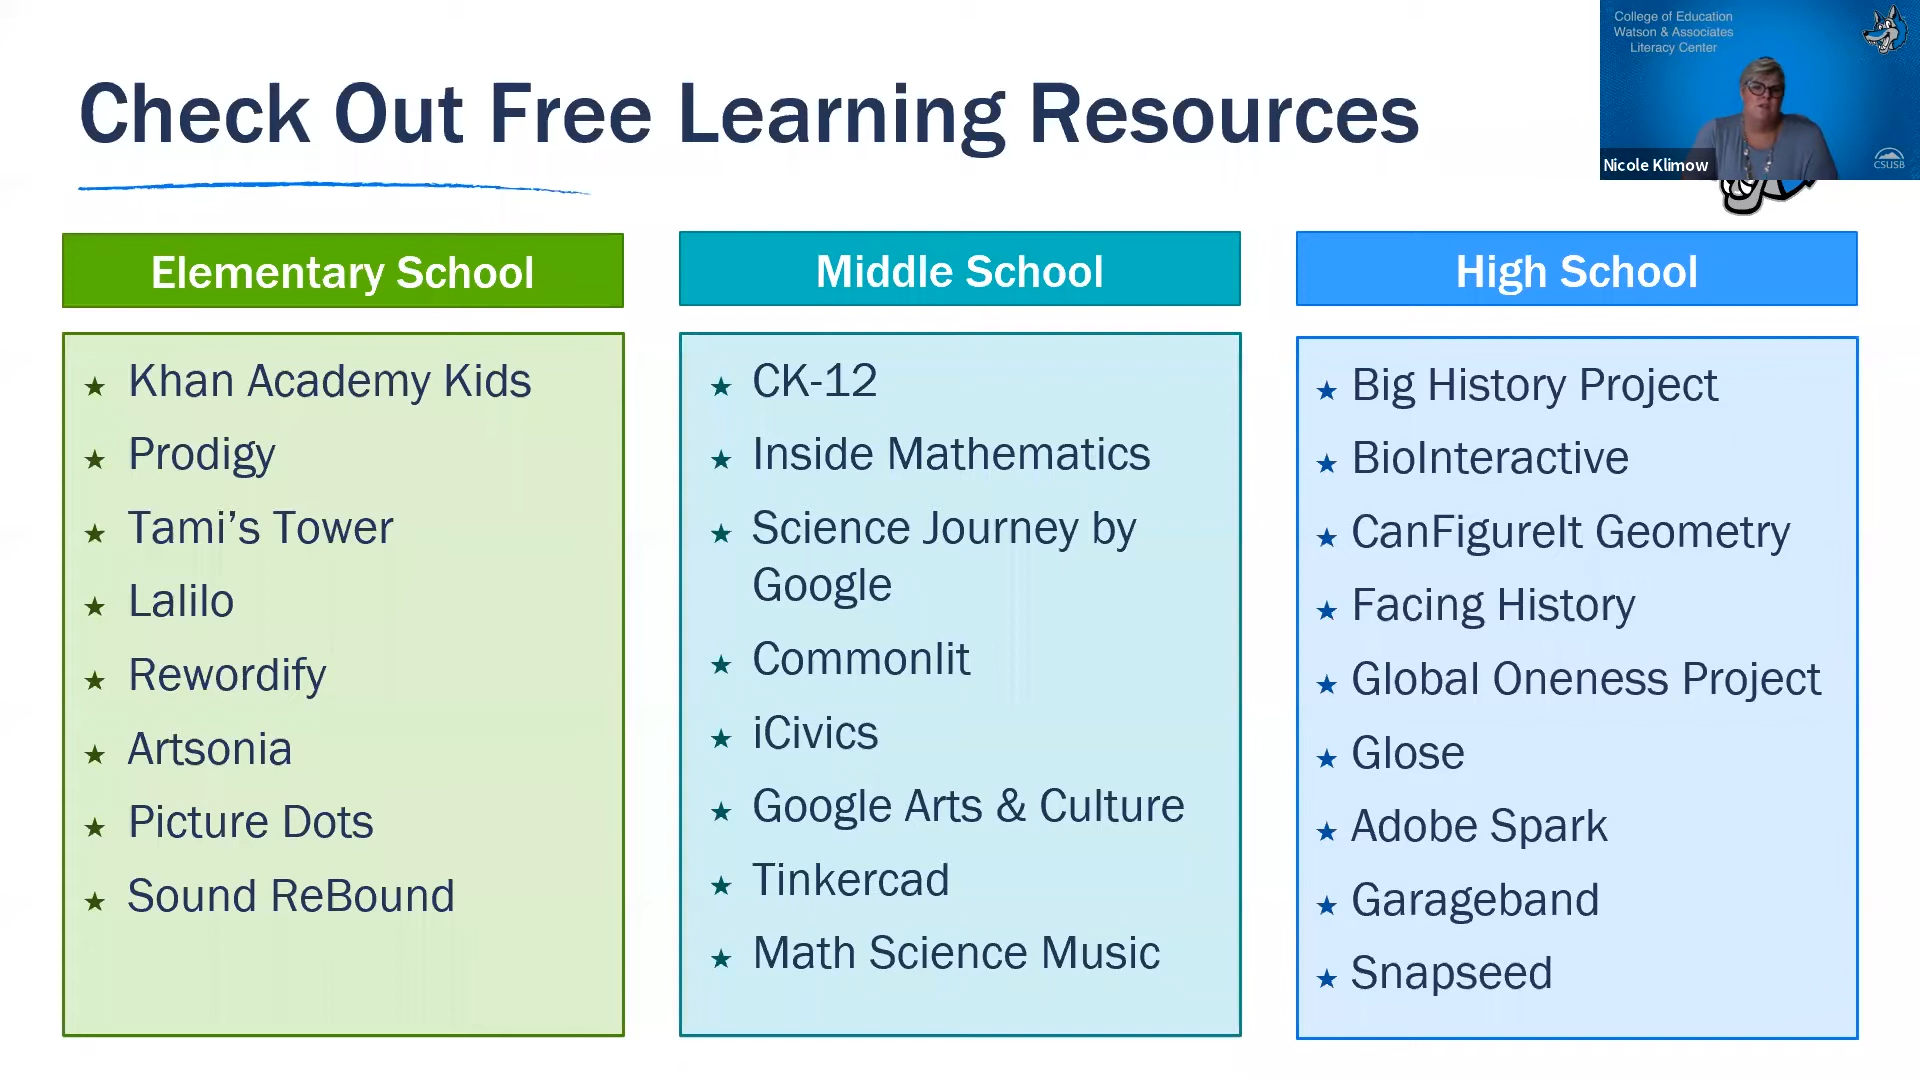 Check Out Free Learning Resources
College of Education
Watson & Associates
Literacy Center
Nicole Klimow
CSUSB
Elementary School
★ Khan Academy Kids
★ Prodigy
★ Tami’s Tower
★ Lalilo
★ Rewordify
★ Artsonia
★ Picture Dots
★ Sound ReBound
Middle School
★ CK-12
★ Inside Mathematics
★ Science Journey by
Google
★ Commonlit
★ iCivics
★ Google Arts & Culture
★ Tinkercad
★ Math Science Music
High School
★ Big History Project
★ BioInteractive
★ CanFigureIt Geometry
★ Facing History
★ Global Oneness Project
★ Glose
★ Adobe Spark
★ Garageband
★ Snapseed